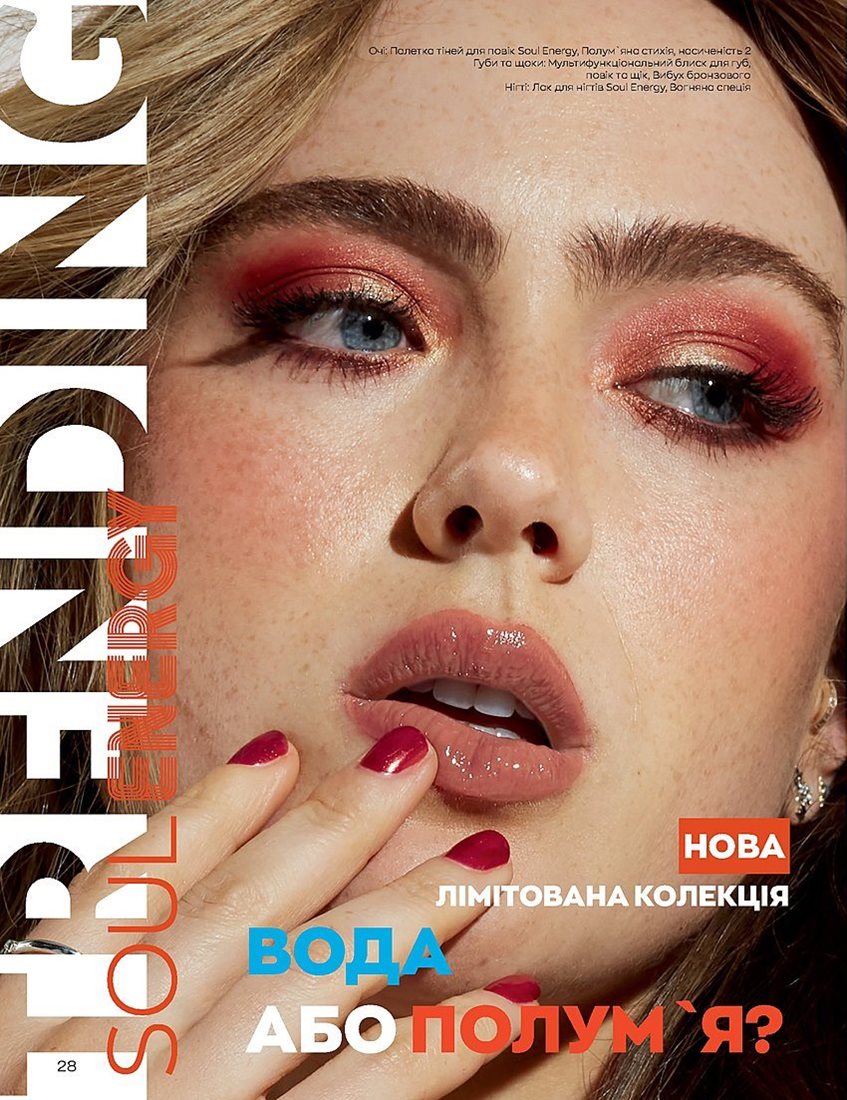 Очі: Палетка тіней для повік Soul Energy, Полум`яна стихія, насиченість 2
Губи та щоки: Мультифункціональний блиск для губ,
повік та щік, Вибух бронзового
Нігті: Лак для нігтів Soul Energy, Вогняна спеція
TRENDING
SOUL ENERGY
НОВА
ЛІМІТОВАНА КОЛЕКЦІЯ
ВОДА
АБО ПОЛУМ`Я?
28